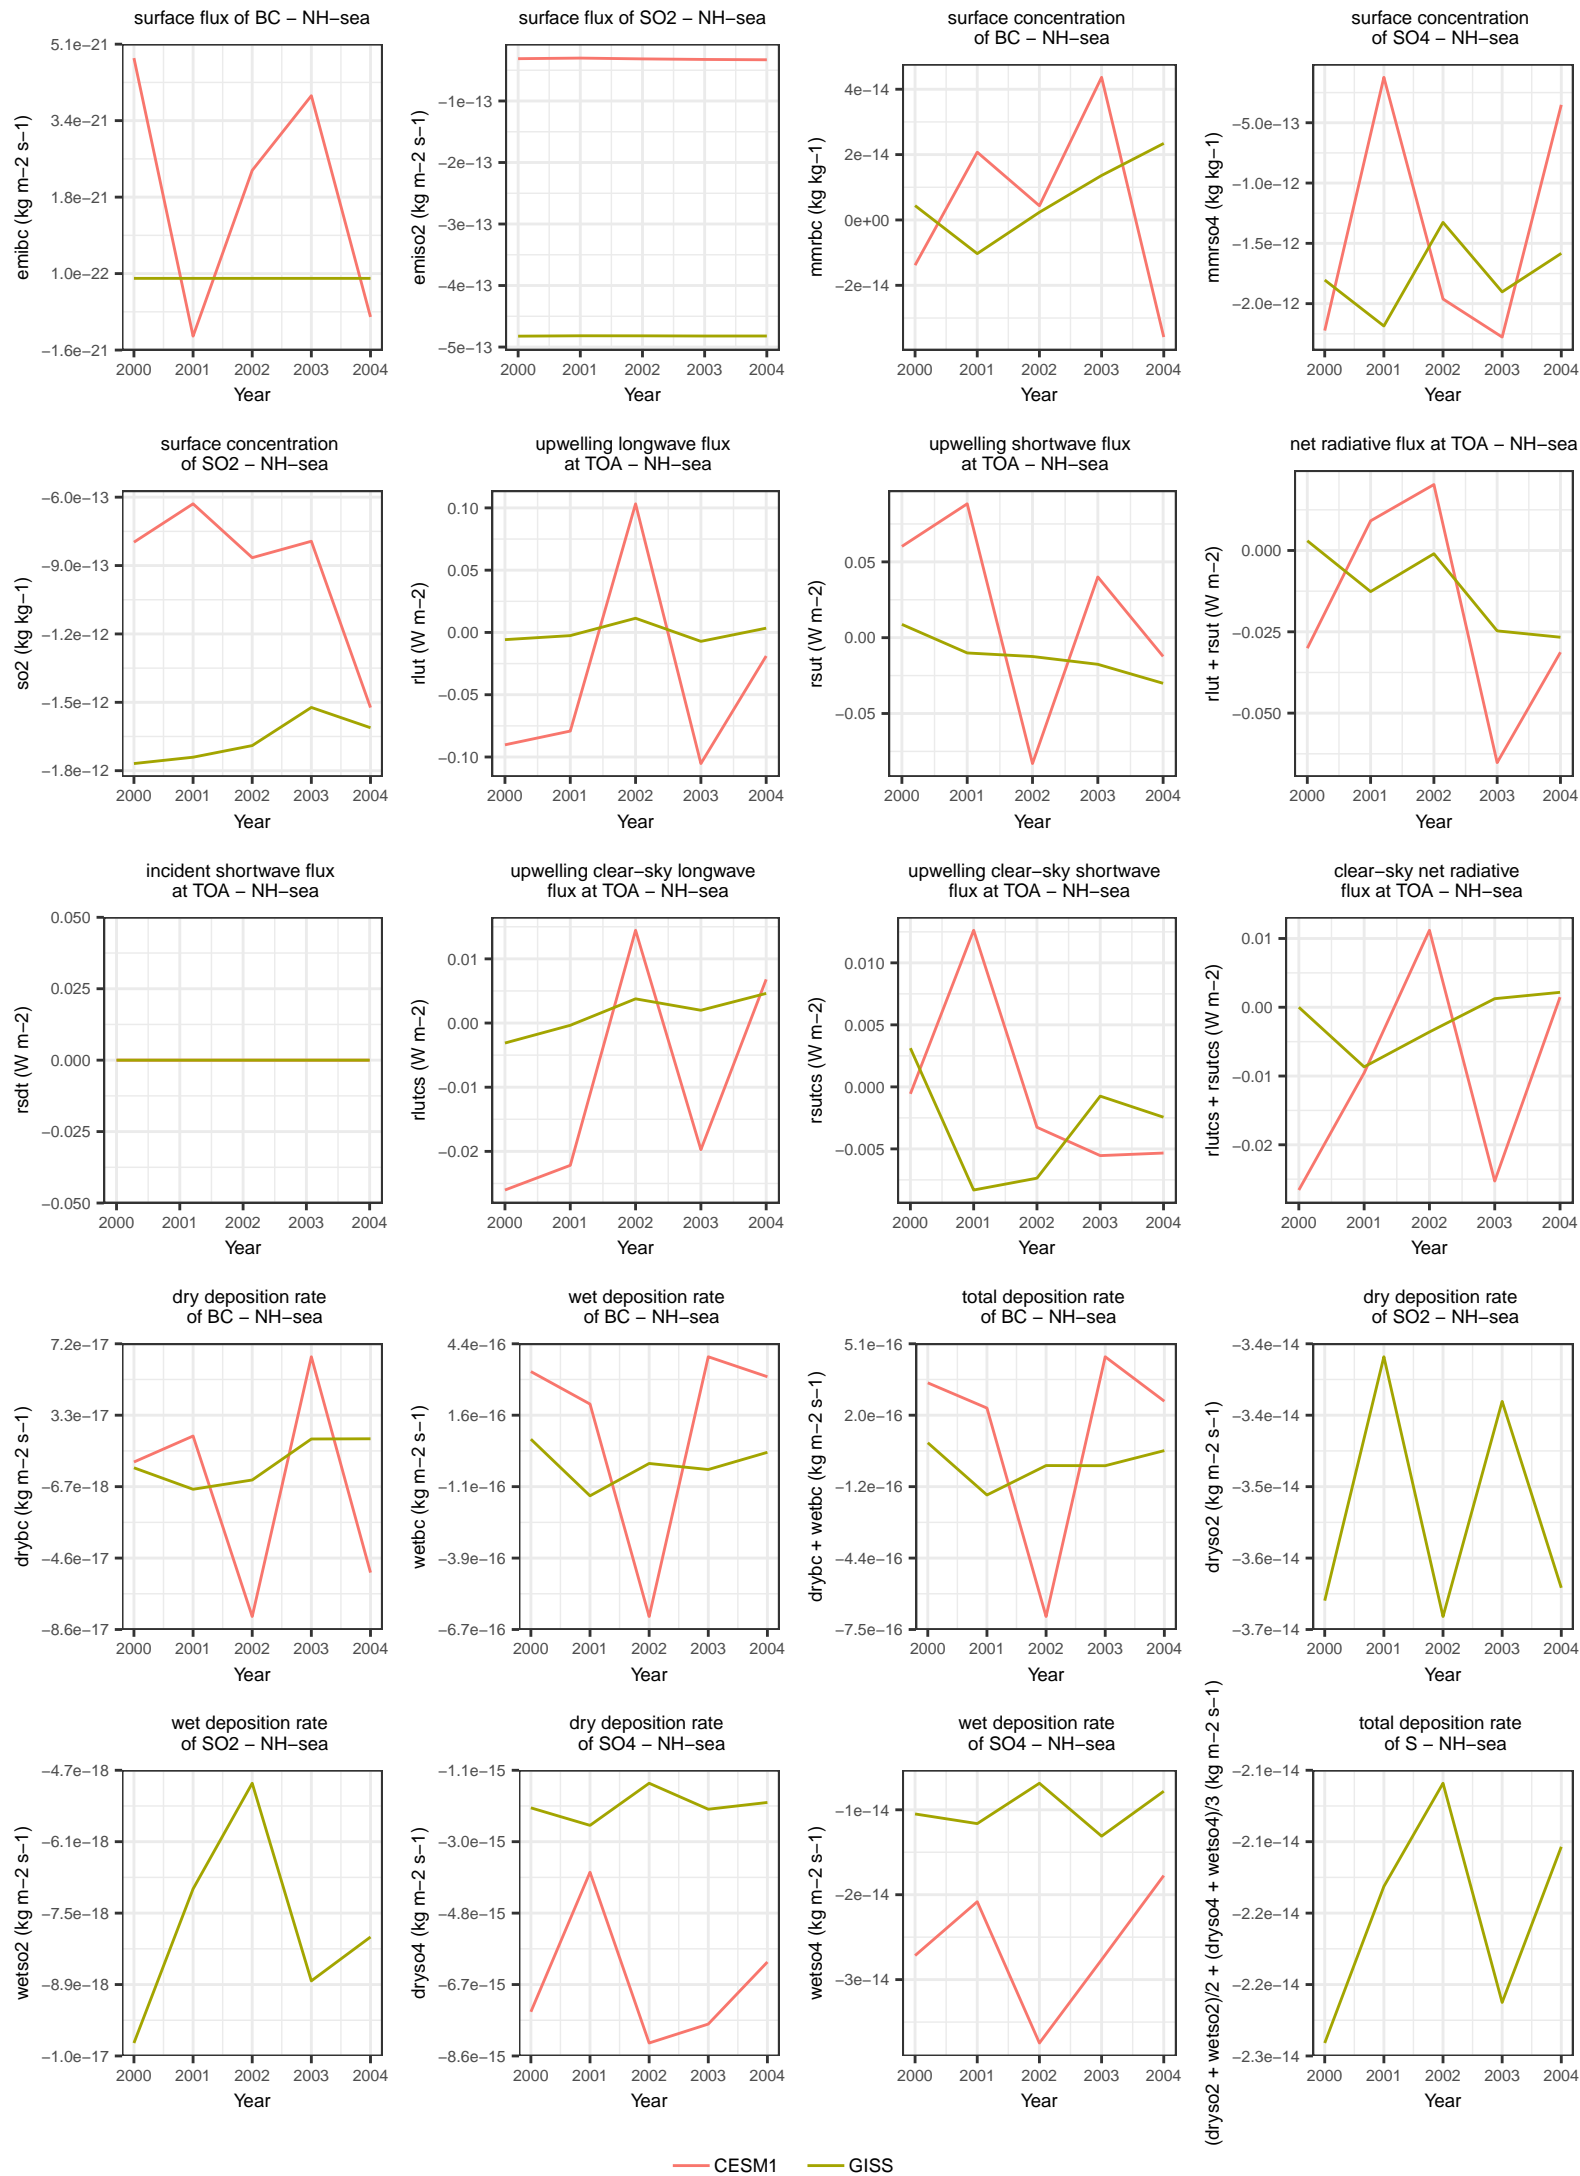 surface flux of BC − NH−sea
emibc (kg m−2 s−1)
5.1e−21
3.4e−21
1.8e−21
1.0e−22
−1.6e−21
2000 2001 2002 2003 2004
Year
surface flux of SO2 − NH−sea
emiso2 (kg m−2 s−1)
−1e−13
−2e−13
−3e−13
−4e−13
−5e−13
2000 2001 2002 2003 2004
Year
surface concentration
of BC − NH−sea
mmrbc (kg kg−1)
4e−14
2e−14
0e+00
−2e−14
2000 2001 2002 2003 2004
Year
surface concentration
of SO4 − NH−sea
mmrso4 (kg kg−1)
−5.0e−13
−1.0e−12
−1.5e−12
−2.0e−12
2000 2001 2002 2003 2004
Year
surface concentration
of SO2 − NH−sea
so2 (kg kg−1)
−6.0e−13
−9.0e−13
−1.2e−12
−1.5e−12
−1.8e−12
2000 2001 2002 2003 2004
Year
upwelling longwave flux
at TOA − NH−sea
rlut (W m−2)
0.10
0.05
0.00
−0.05
−0.10
2000 2001 2002 2003 2004
Year
upwelling shortwave flux
at TOA − NH−sea
rsut (W m−2)
0.05
0.00
−0.05
2000 2001 2002 2003 2004
Year
net radiative flux at TOA − NH−sea
rlut + rsut (W m−2)
0.000
−0.025
−0.050
2000 2001 2002 2003 2004
Year
incident shortwave flux
at TOA − NH−sea
rsdt (W m−2)
0.050
0.025
0.000
−0.025
−0.050
2000 2001 2002 2003 2004
Year
upwelling clear−sky longwave
flux at TOA − NH−sea
rlutcs (W m−2)
0.01
0.00
−0.01
−0.02
2000 2001 2002 2003 2004
Year
upwelling clear−sky shortwave
flux at TOA − NH−sea
rsutcs (W m−2)
0.010
0.005
0.000
−0.005
2000 2001 2002 2003 2004
Year
clear−sky net radiative
flux at TOA − NH−sea
rlutcs + rsutcs (W m−2)
0.01
0.00
−0.01
−0.02
2000 2001 2002 2003 2004
Year
dry deposition rate
of BC − NH−sea
drybc (kg m−2 s−1)
7.2e−17
3.3e−17
−6.7e−18
−4.6e−17
−8.6e−17
2000 2001 2002 2003 2004
Year
wet deposition rate
of BC − NH−sea
wetbc (kg m−2 s−1)
4.4e−16
1.6e−16
−1.1e−16
−3.9e−16
−6.7e−16
2000 2001 2002 2003 2004
Year
total deposition rate
of BC − NH−sea
drybc + wetbc (kg m−2 s−1)
5.1e−16
2.0e−16
−1.2e−16
−4.4e−16
−7.5e−16
2000 2001 2002 2003 2004
Year
dry deposition rate
of SO2 − NH−sea
dryso2 (kg m−2 s−1)
−3.4e−14
−3.4e−14
−3.5e−14
−3.6e−14
−3.7e−14
2000 2001 2002 2003 2004
Year
wet deposition rate
of SO2 − NH−sea
wetso2 (kg m−2 s−1)
−4.7e−18
−6.1e−18
−7.5e−18
−8.9e−18
−1.0e−17
2000 2001 2002 2003 2004
Year
dry deposition rate
of SO4 − NH−sea
dryso4 (kg m−2 s−1)
−1.1e−15
−3.0e−15
−4.8e−15
−6.7e−15
−8.6e−15
2000 2001 2002 2003 2004
Year
wet deposition rate
of SO4 − NH−sea
wetso4 (kg m−2 s−1)
−1e−14
−2e−14
−3e−14
2000 2001 2002 2003 2004
Year
total deposition rate
of S − NH−sea
(dryso2 + wetso2)/2 + (dryso4 + wetso4)/3 (kg m−2 s−1)
−2.1e−14
−2.1e−14
−2.2e−14
−2.2e−14
−2.3e−14
2000 2001 2002 2003 2004
Year
CESM1 GISS